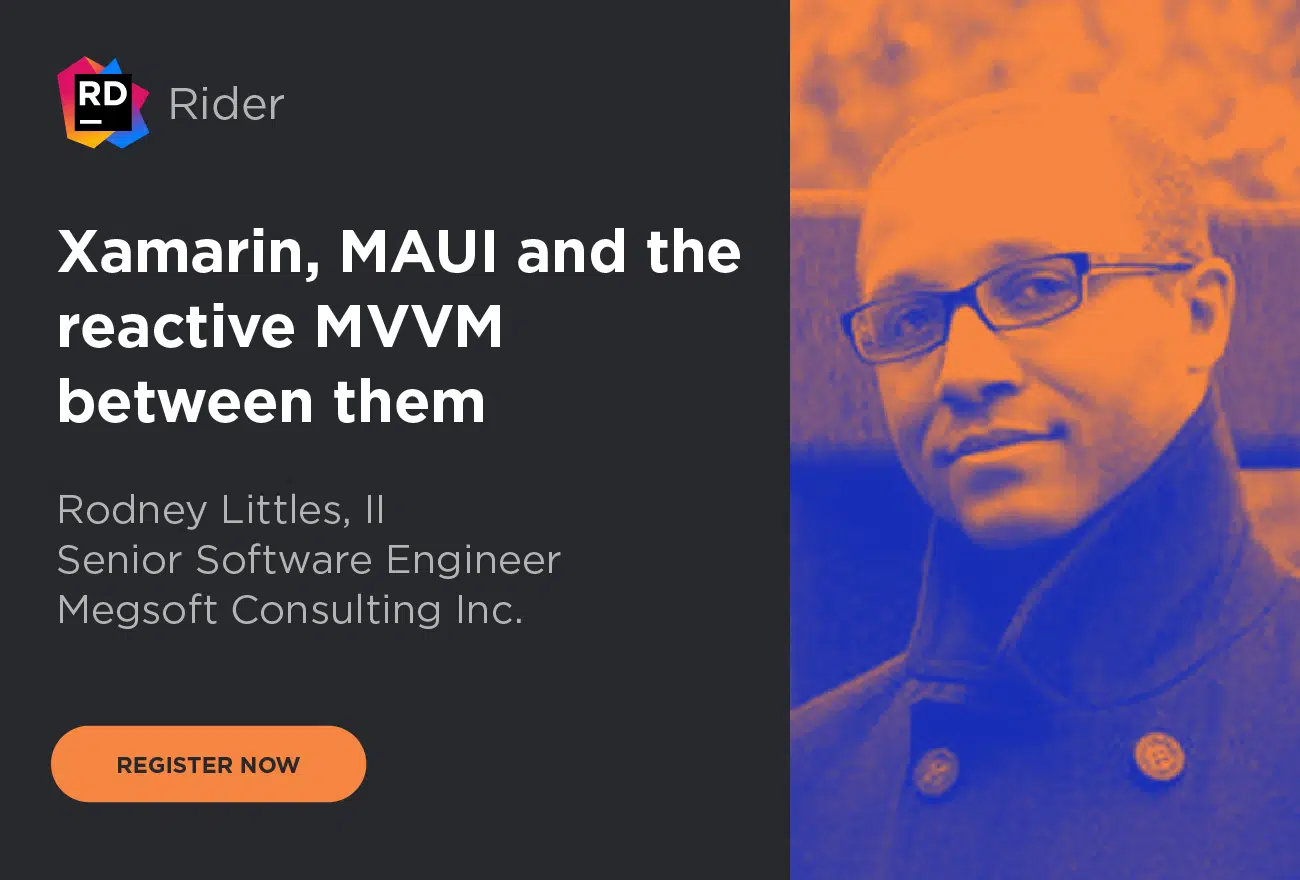 RD
Rider
Xamarin, MAUI and the
reactive MVVM
between them
Rodney Littles, II
Senior Software Engineer
Megsoft Consulting Inc.
REGISTER NOW